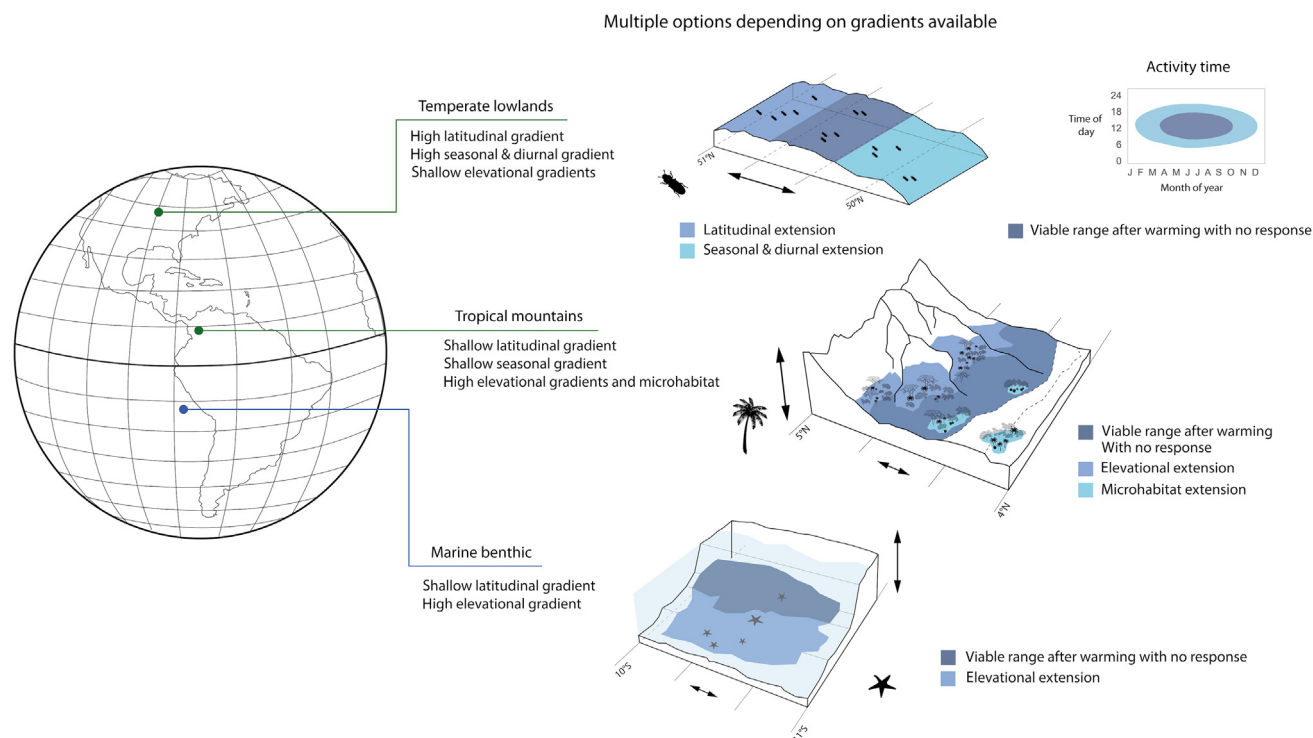 Multiple options depending on gradients available
Temperate lowlands
High latitudinal gradient
High seasonal & diurnal gradient
Shallow elevational gradients
51°N
50°N
Activity time
Time of
day
24
18
12
6
0
J F M A M J J A S O N D
Month of year
Latitudinal extension
Seasonal & diurnal extension
Viable range after warming with no response
Tropical mountains
Shallow latitudinal gradient
Shallow seasonal gradient
High elevational gradients and microhabitat
5°N
4°N
Viable range after warming
With no response
Elevational extension
Microhabitat extension
Marine benthic
Shallow latitudinal gradient
High elevational gradient
10°S
Viable range after warming with no response
Elevational extension